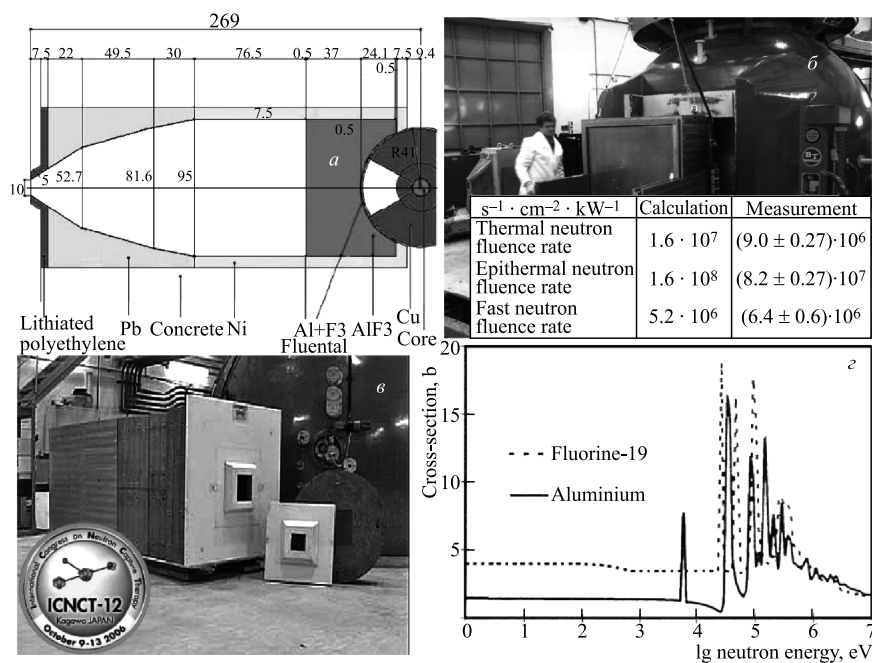 269
7.5 22 49.5 30 76.5 0.5 37 24.1 7.5 9.4
0.5
7.5
0.5
а
R41
10
5 52.7 81.6 95
Lithiated
polyethylene
Pb
Concrete
Ni
Al+F3
Fluental
AlF3
Cu
Core
б
s⁻¹ · cm⁻² · kW⁻¹ Calculation Measurement
Thermal neutron
fluence rate
1.6 · 10⁷ (9.0 ± 0.27)·10⁶
Epithermal neutron
fluence rate
1.6 · 10⁸ (8.2 ± 0.27)·10⁷
Fast neutron
fluence rate
5.2 · 10⁶ (6.4 ± 0.6)·10⁶
в
International Congress on Neutron Capture Therapy
ICNCT-12
Kagawa JAPAN
October 9-13 2006
г
Cross-section, b
20
15
10
5
Fluorine-19
Aluminium
0 1 2 3 4 5 6 7
lg neutron energy, eV